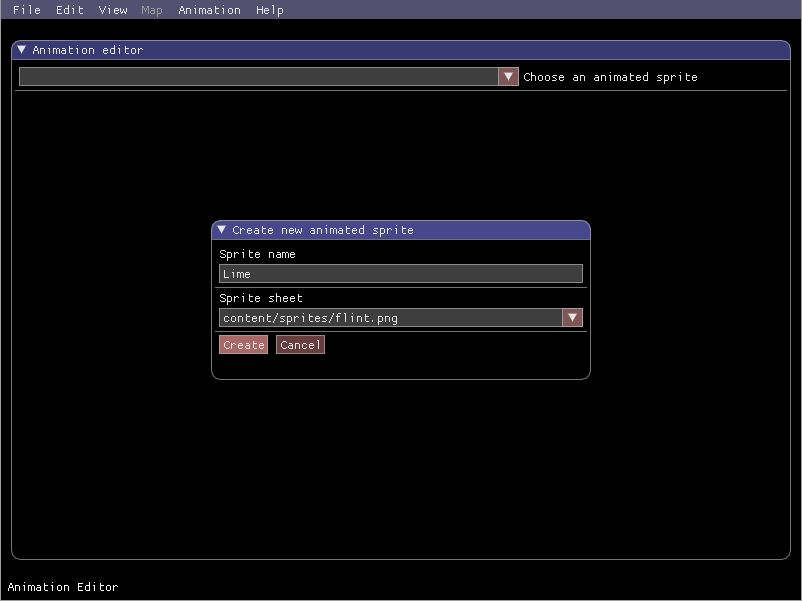 File Edit View Map Animation Help
Animation editor
Choose an animated sprite
Create new animated sprite
Sprite name
Lime
Sprite sheet
content/sprites/flint.png
Create Cancel
Animation Editor